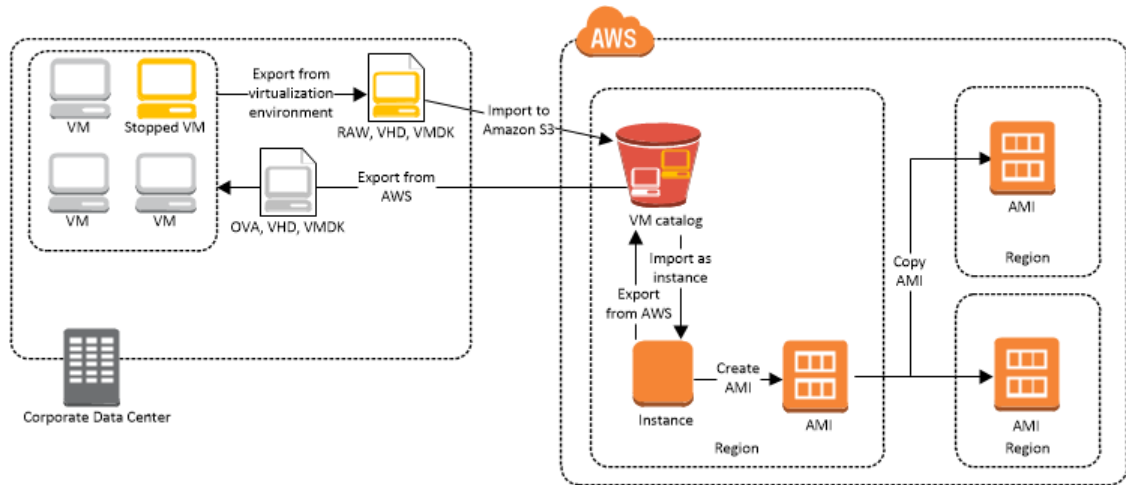 AWS
VM
Stopped VM
Export from
virtualization
environment
RAW, VHD, VMDK
Import to
Amazon S3
VM
VM
OVA, VHD, VMDK
Export from
AWS
VM catalog
Import as
instance
Export
from AWS
Instance
Create
AMI
AMI
Region
Copy
AMI
AMI
Region
AMI
Region
Corporate Data Center